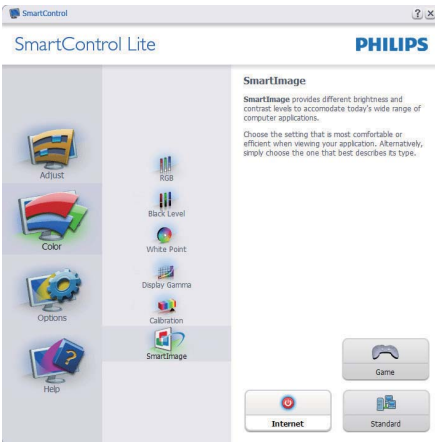 SmartControl
SmartControl Lite
PHILIPS
Adjust
Color
Options
Help
RGB
Black Level
White Point
Display Gamma
Calibration
SmartImage
SmartImage
SmartImage provides different brightness and
contrast levels to accomodate today's wide range of
computer applications.
Choose the setting that is most comfortable or
efficient when viewing your application. Alternatively,
simply choose the one that best describes its type.
Game
Internet
Standard